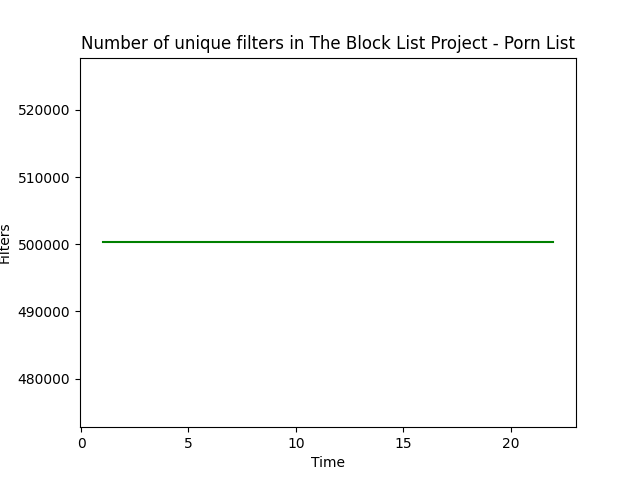 Number of unique filters in The Block List Project - Porn List
520000
510000
500000
490000
480000
Filters
0 5 10 15 20
Time